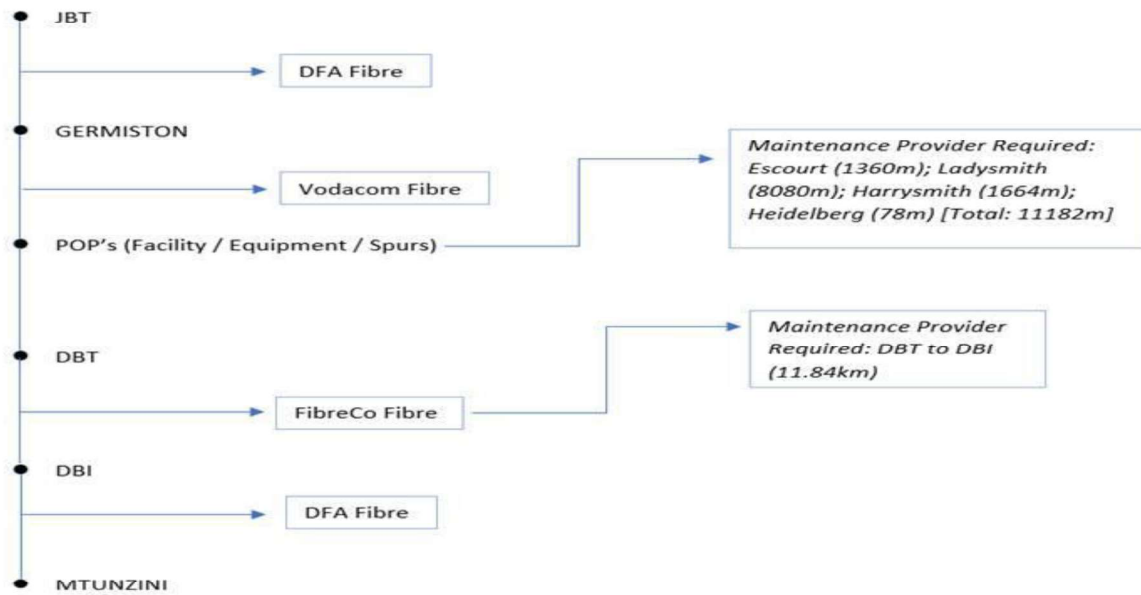 JBT
DFA Fibre
GERMISTON
Maintenance Provider Required:
Escourt (1360m); Ladysmith
(8080m); Harrysmith (1664m);
Heidelberg (78m) [Total: 11182m]
Vodacom Fibre
POP's (Facility / Equipment / Spurs)
Maintenance Provider
Required: DBT to DBI
(11.84km)
DBT
FibreCo Fibre
DBI
DFA Fibre
MTUNZINI